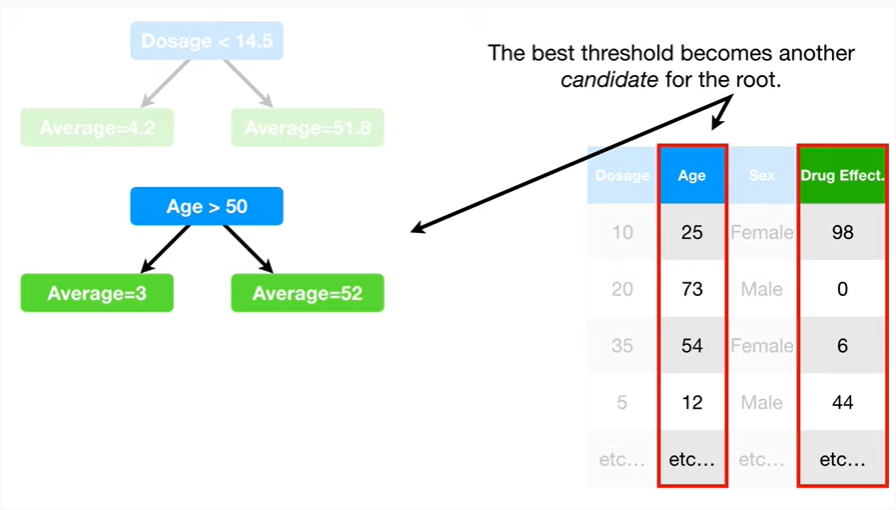 Dosage < 14.5
Average=4.2 Average=51.8
The best threshold becomes another
candidate for the root.
Age > 50
Average=3 Average=52
Dosage Age Sex Drug Effect.
10 25 Female 98
20 73 Male 0
35 54 Female 6
5 12 Male 44
etc... etc... etc... etc...